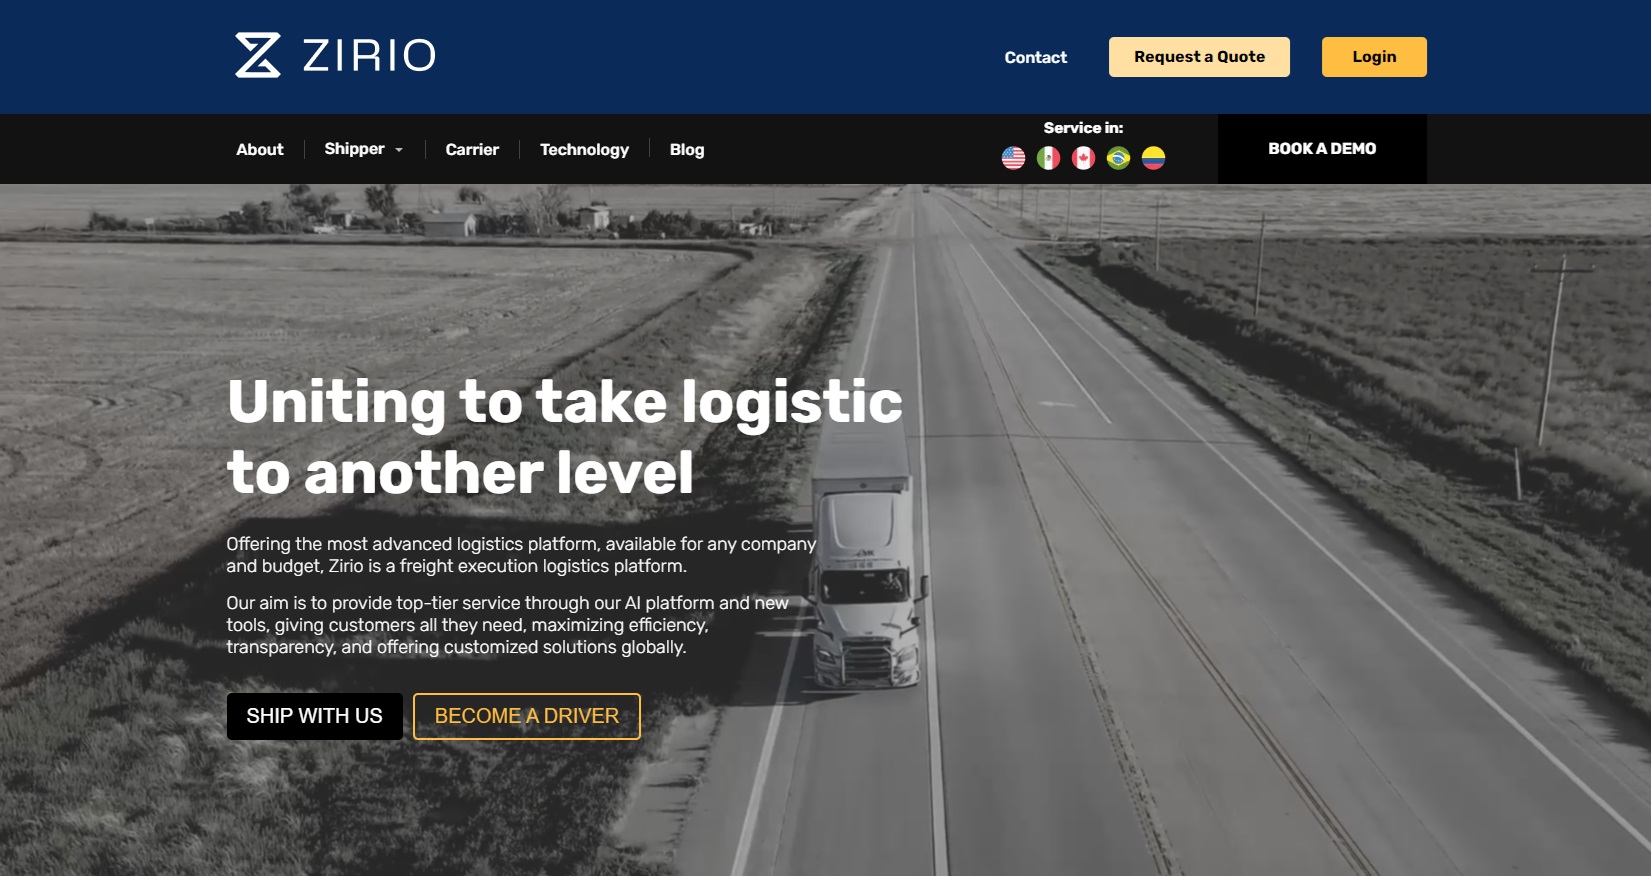 ZIRIO
Contact
Request a Quote
Login
About
Shipper
Carrier
Technology
Blog
Service in:
BOOK A DEMO
Uniting to take logistic
to another level
Offering the most advanced logistics platform, available for any company
and budget, Zirio is a freight execution logistics platform.
Our aim is to provide top-tier service through our AI platform and new
tools, giving customers all they need, maximizing efficiency,
transparency, and offering customized solutions globally.
SHIP WITH US
BECOME A DRIVER